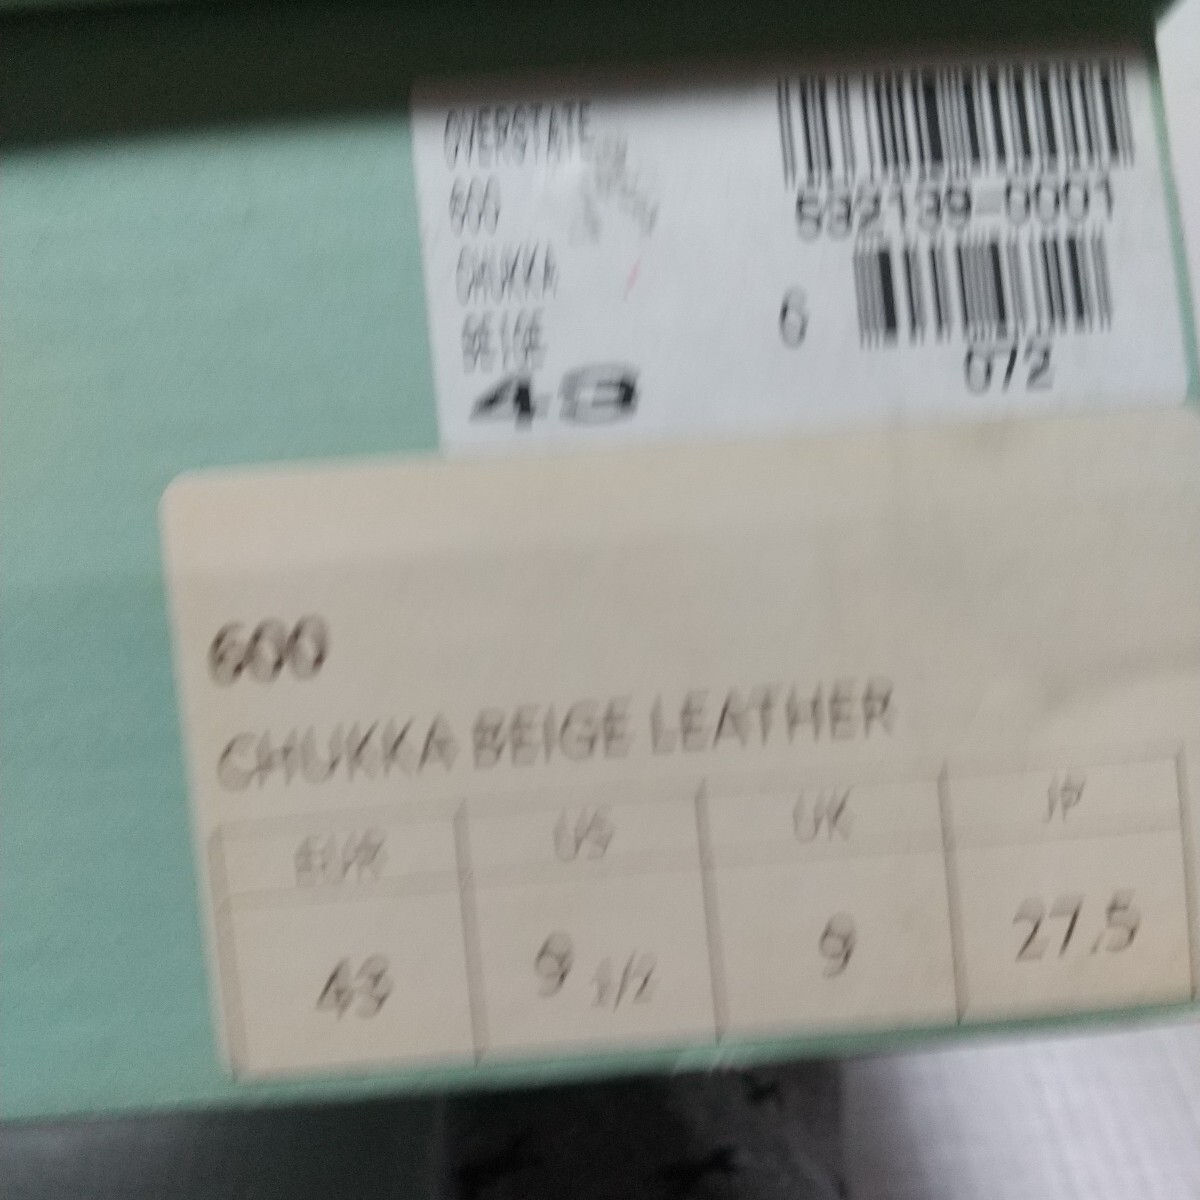 OVERSTATE
600
CHUKKA
BEIGE
43
532139-0001
6
072
600
CHUKKA BEIGE LEATHER
EUR US UK JP
43 9 1/2 9 27.5